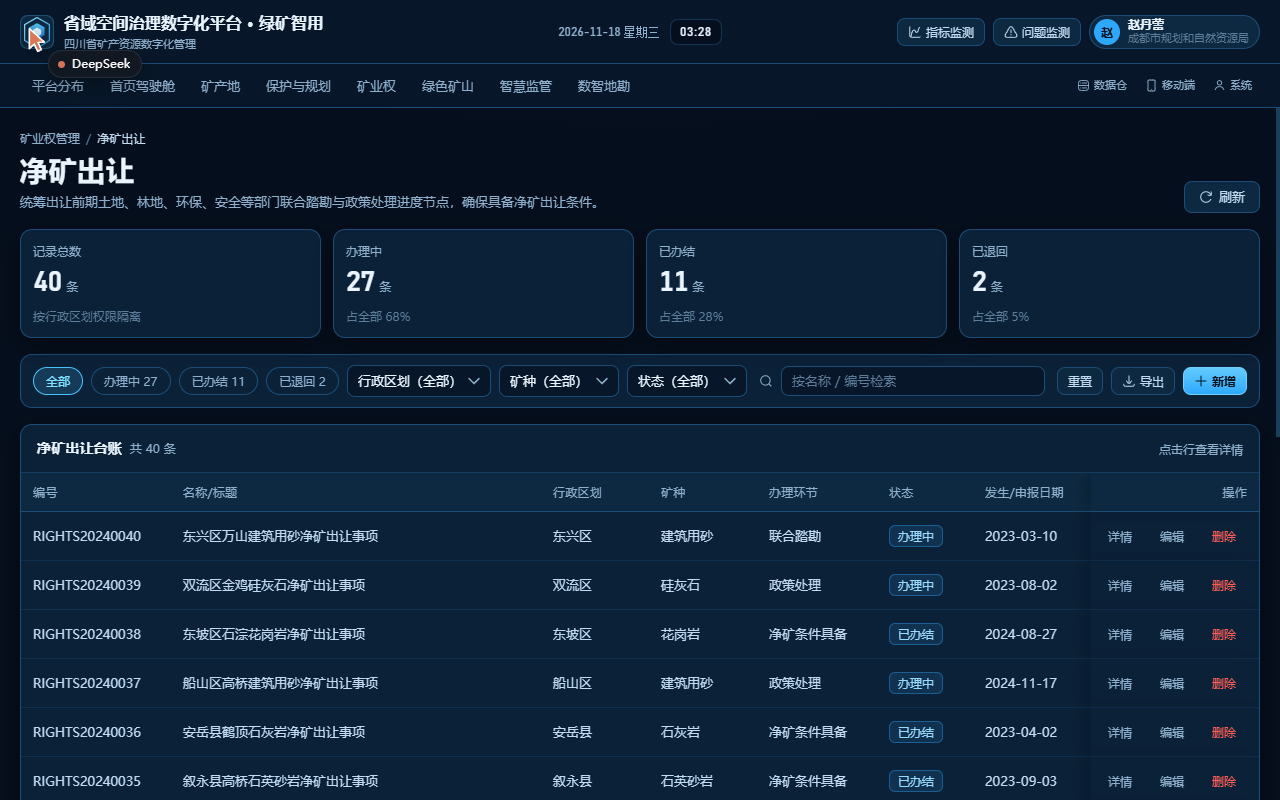 省域空间治理数字化平台 • 绿矿智用
四川省矿产资源数字化管理
2026-11-18 星期三 03:28
指标监测 问题监测
赵 赵丹蕾
成都市规划和自然资源局
DeepSeek
平台分布 首页驾驶舱 矿产地 保护与规划 矿业权 绿色矿山 智慧监管 数智地勘 数据仓 移动端 系统
矿业权管理 / 净矿出让
净矿出让
统筹出让前期土地、林地、环保、安全等部门联合踏勘与政策处理进度节点，确保具备净矿出让条件。
刷新
记录总数 办理中 已办结 已退回
40 条 27 条 11 条 2 条
按行政区划权限隔离 占全部 68% 占全部 28% 占全部 5%
全部 办理中 27 已办结 11 已退回 2 行政区划（全部） 矿种（全部） 状态（全部） 按名称 / 编号检索 重置 导出 新增
净矿出让台账 共 40 条 点击行查看详情
编号 名称/标题 行政区划 矿种 办理环节 状态 发生/申报日期 操作
RIGHTS20240040 东兴区万山建筑用砂净矿出让事项 东兴区 建筑用砂 联合踏勘 办理中 2023-03-10 详情 编辑 删除
RIGHTS20240039 双流区金鸡硅灰石净矿出让事项 双流区 硅灰石 政策处理 办理中 2023-08-02 详情 编辑 删除
RIGHTS20240038 东坡区石淙花岗岩净矿出让事项 东坡区 花岗岩 净矿条件具备 已办结 2024-08-27 详情 编辑 删除
RIGHTS20240037 船山区高桥建筑用砂净矿出让事项 船山区 建筑用砂 政策处理 办理中 2024-11-17 详情 编辑 删除
RIGHTS20240036 安岳县鹤顶石灰岩净矿出让事项 安岳县 石灰岩 净矿条件具备 已办结 2023-04-02 详情 编辑 删除
RIGHTS20240035 叙永县高桥石英砂岩净矿出让事项 叙永县 石英砂岩 净矿条件具备 已办结 2023-09-03 详情 编辑 删除